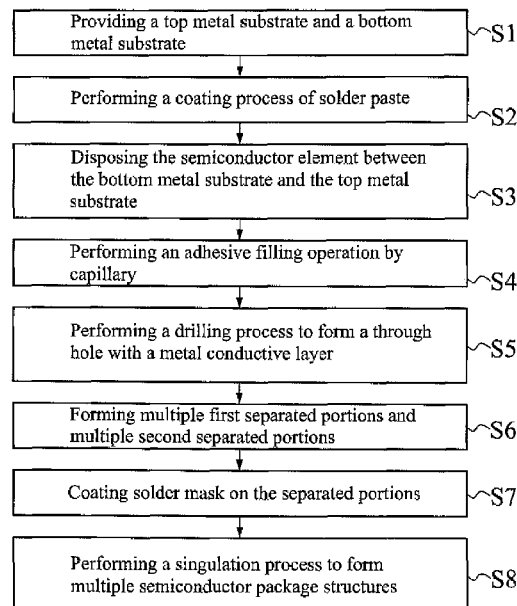 Providing a top metal substrate and a bottom
metal substrate
S1
Performing a coating process of solder paste
S2
Disposing the semiconductor element between
the bottom metal substrate and the top metal
substrate
S3
Performing an adhesive filling operation by
capillary
S4
Performing a drilling process to form a through
hole with a metal conductive layer
S5
Forming multiple first separated portions and
multiple second separated portions
S6
Coating solder mask on the separated portions
S7
Performing a singulation process to form
multiple semiconductor package structures
S8